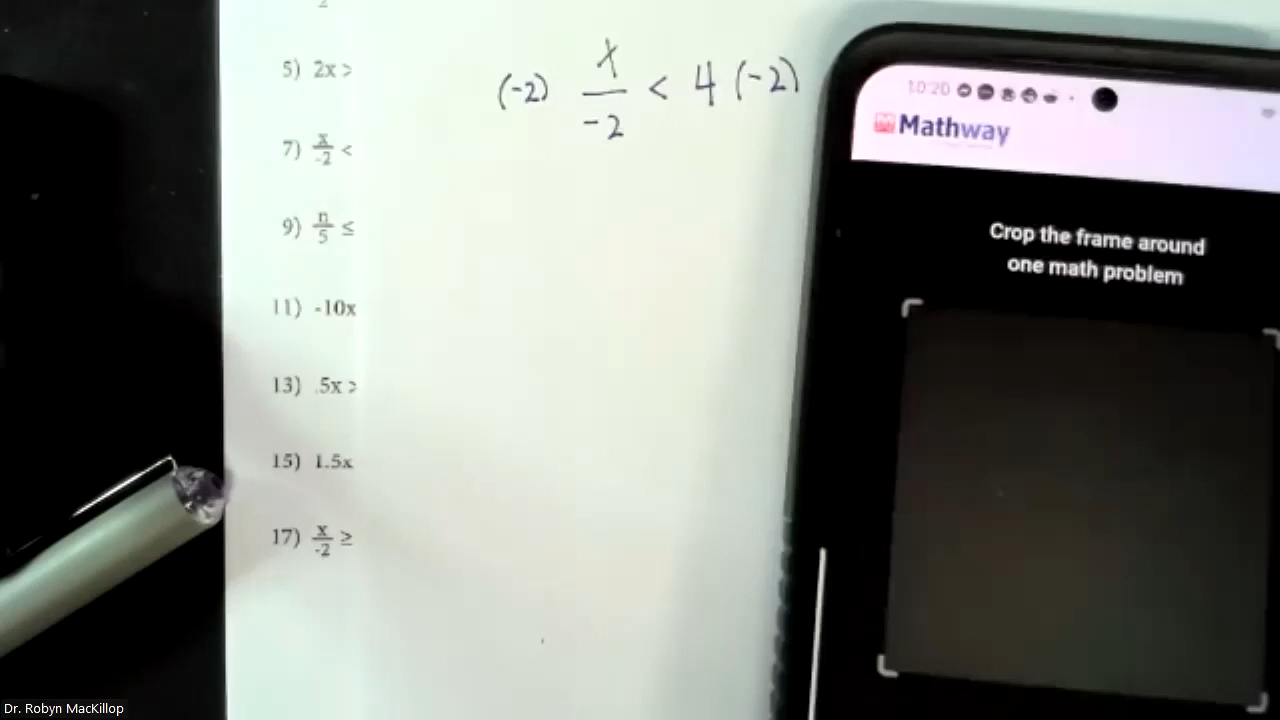 5) 2x >
7) x/-2 <
9) n/5 ≤
11) -10x
13) .5x >
15) 1.5x
17) x/-2 ≥
(-2) x/-2 < 4 (-2)
10:20
Mathway
Crop the frame around
one math problem
Dr. Robyn MacKillop